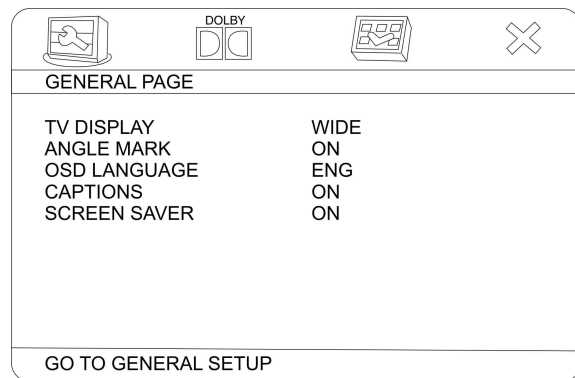 DOLBY
GENERAL PAGE
TV DISPLAY WIDE
ANGLE MARK ON
OSD LANGUAGE ENG
CAPTIONS ON
SCREEN SAVER ON
GO TO GENERAL SETUP